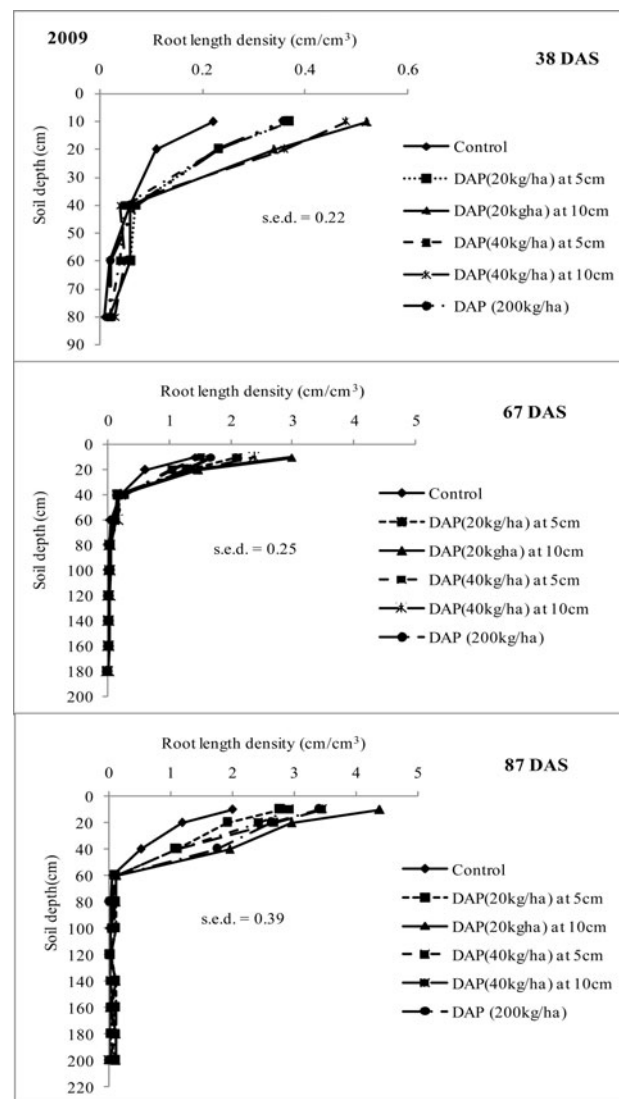 2009
Root length density (cm/cm³)
38 DAS
0 0.2 0.4 0.6
Soil depth(cm)
0
10
20
30
40
50
60
70
80
90
s.e.d. = 0.22
Control
DAP(20kg/ha) at 5cm
DAP(20kgha) at 10cm
DAP(40kg/ha) at 5cm
DAP(40kg/ha) at 10cm
DAP (200kg/ha)
Root length density (cm/cm³)
67 DAS
0 1 2 3 4 5
Soil depth (cm)
0
20
40
60
80
100
120
140
160
180
200
s.e.d. = 0.25
Control
DAP(20kg/ha) at 5cm
DAP(20kgha) at 10cm
DAP(40kg/ha) at 5cm
DAP(40kg/ha) at 10cm
DAP (200kg/ha)
Root length density (cm/cm³)
87 DAS
0 1 2 3 4 5
Soil depth(cm)
0
20
40
60
80
100
120
140
160
180
200
220
s.e.d. = 0.39
Control
DAP(20kg/ha) at 5cm
DAP(20kgha) at 10cm
DAP(40kg/ha) at 5cm
DAP(40kg/ha) at 10cm
DAP (200kg/ha)